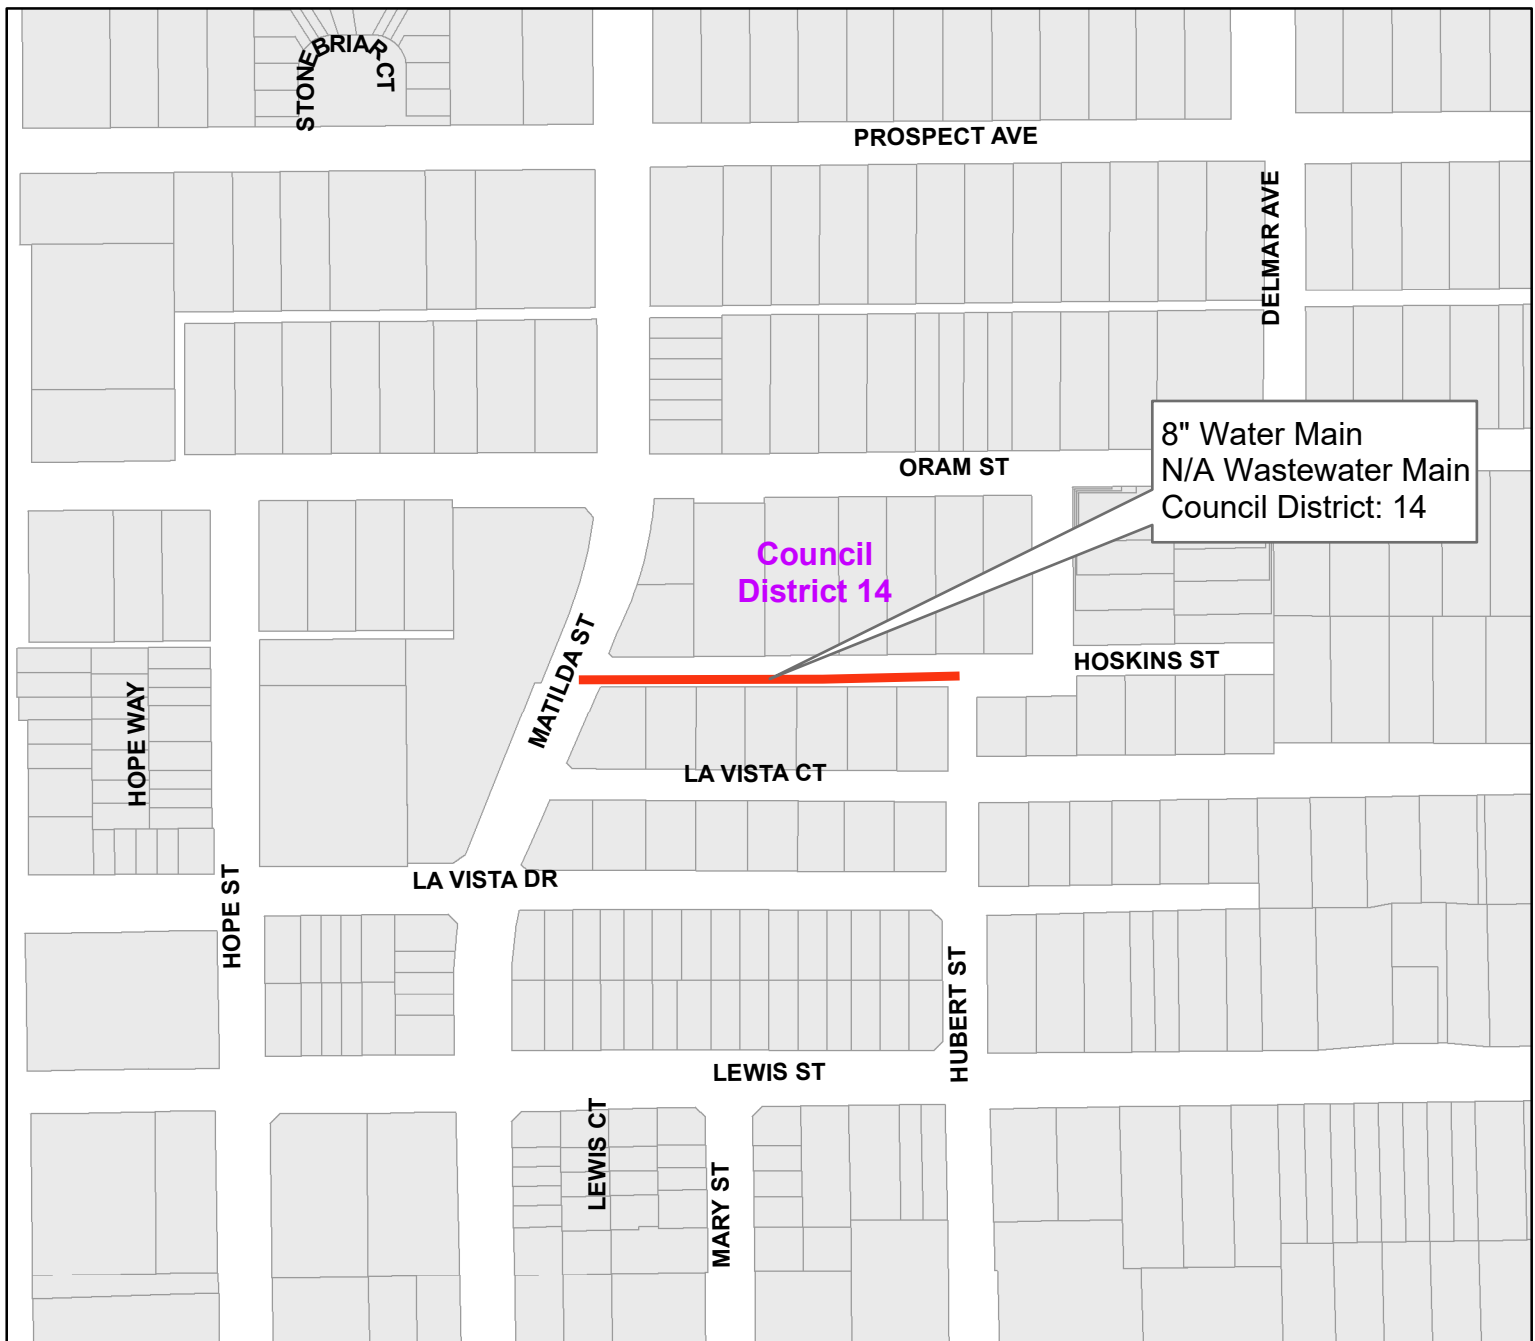 STONEBRIAR CT
PROSPECT AVE
DELMAR AVE
8" Water Main
N/A Wastewater Main
Council District: 14
ORAM ST
Council
District 14
MATILDA ST
HOSKINS ST
HOPE WAY
LA VISTA CT
LA VISTA DR
HOPE ST
HUBERT ST
LEWIS ST
LEWIS CT
MARY ST